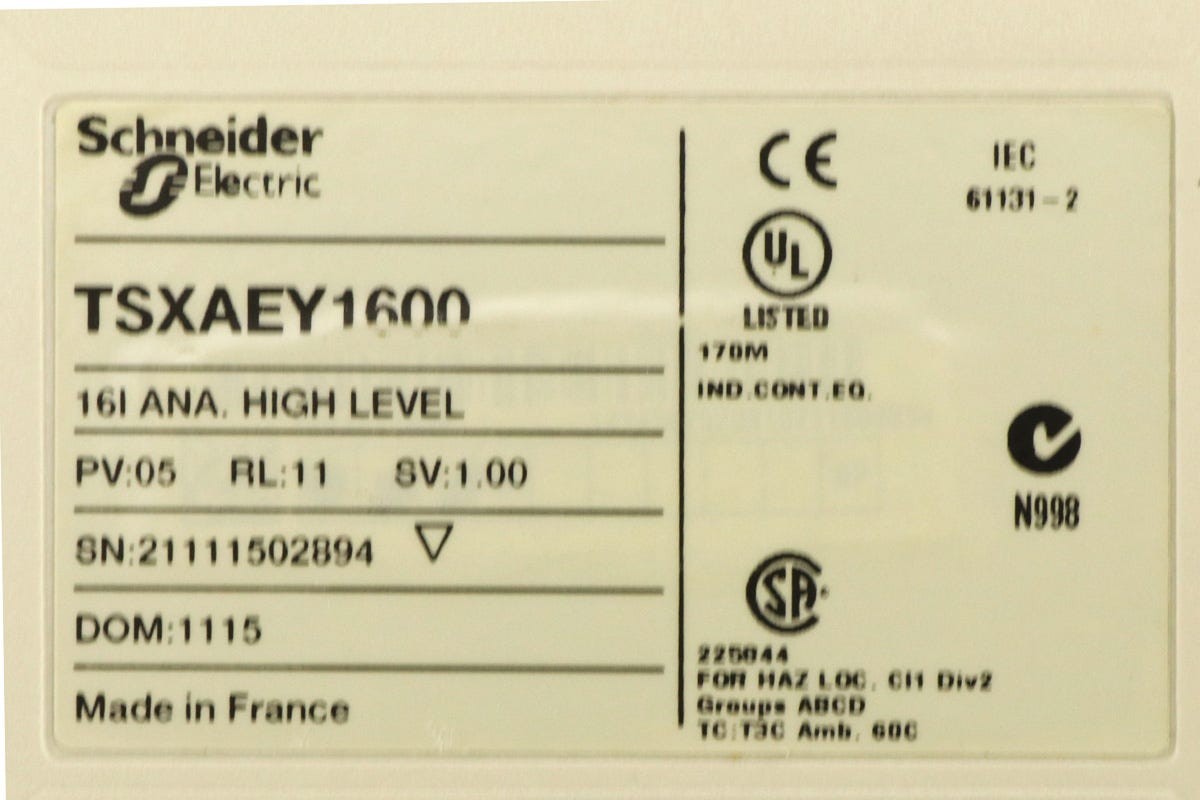 Schneider
Electric
TSXAEY1600
16I ANA. HIGH LEVEL
PV:05 RL:11 SV:1.00
SN:21111502894
DOM:1115
Made in France
CE
IEC
61131-2
UL
LISTED
170M
IND.CONT.EQ.
N998
SA
225044
FOR HAZ LOC. Cl1 Div2
Groups ABCD
TC:T3C Amb. 60C